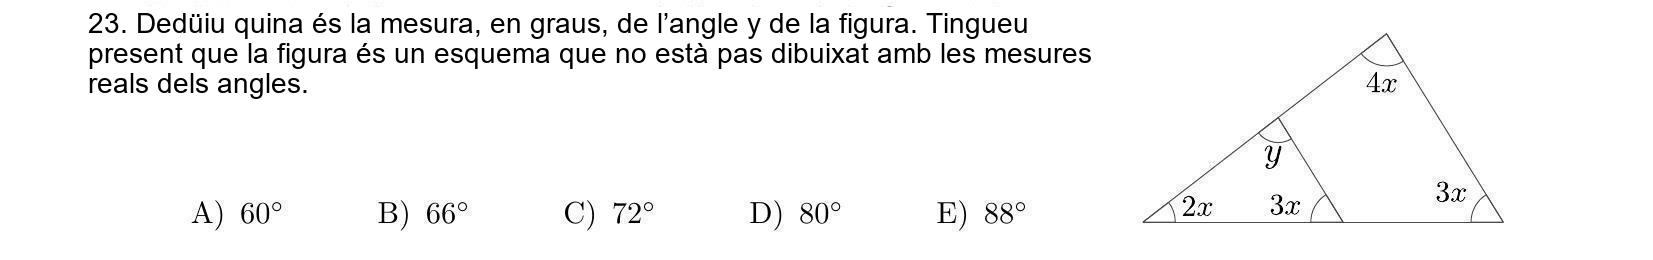 23. Dedüiu quina és la mesura, en graus, de l’angle y de la figura. Tingueu
present que la figura és un esquema que no està pas dibuixat amb les mesures
reals dels angles.
4x
y
2x 3x 3x
A) 60° B) 66° C) 72° D) 80° E) 88°